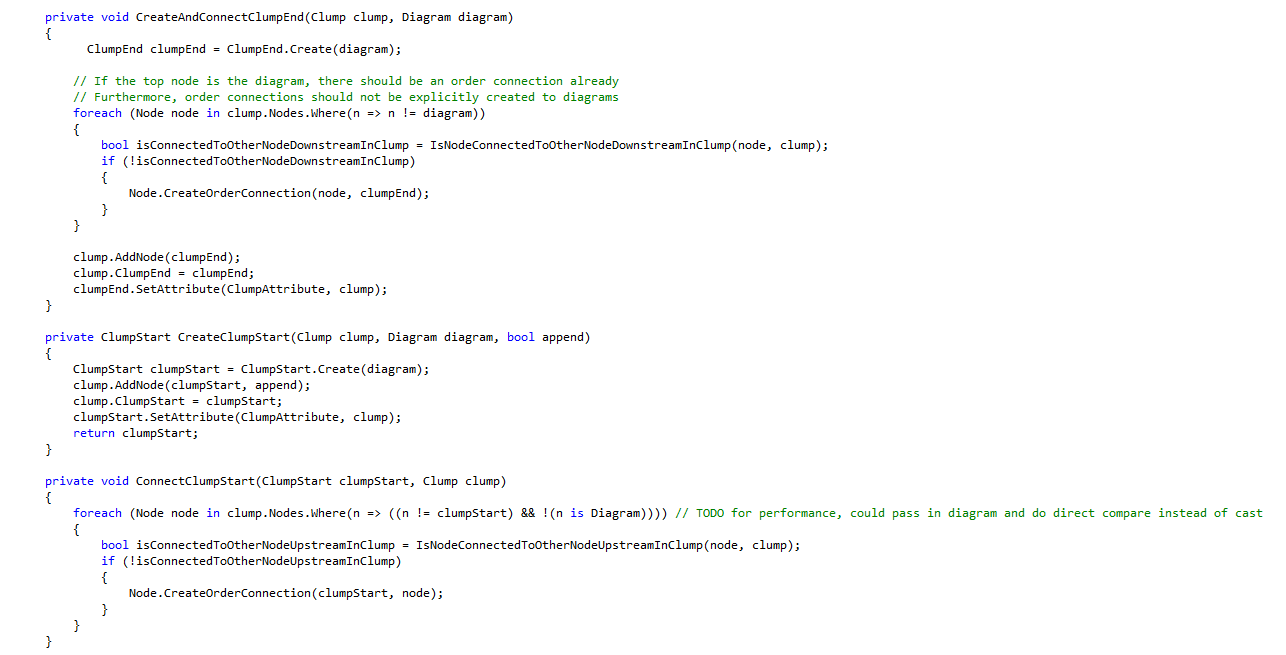 private void CreateAndConnectClumpEnd(Clump clump, Diagram diagram)
{
      ClumpEnd clumpEnd = ClumpEnd.Create(diagram);

    // If the top node is the diagram, there should be an order connection already
    // Furthermore, order connections should not be explicitly created to diagrams
    foreach (Node node in clump.Nodes.Where(n => n != diagram))
    {
        bool isConnectedToOtherNodeDownstreamInClump = IsNodeConnectedToOtherNodeDownstreamInClump(node, clump);
        if (!isConnectedToOtherNodeDownstreamInClump)
        {
            Node.CreateOrderConnection(node, clumpEnd);
        }
    }

    clump.AddNode(clumpEnd);
    clump.ClumpEnd = clumpEnd;
    clumpEnd.SetAttribute(ClumpAttribute, clump);
}

private ClumpStart CreateClumpStart(Clump clump, Diagram diagram, bool append)
{
    ClumpStart clumpStart = ClumpStart.Create(diagram);
    clump.AddNode(clumpStart, append);
    clump.ClumpStart = clumpStart;
    clumpStart.SetAttribute(ClumpAttribute, clump);
    return clumpStart;
}

private void ConnectClumpStart(ClumpStart clumpStart, Clump clump)
{
    foreach (Node node in clump.Nodes.Where(n => ((n != clumpStart) && !(n is Diagram)))) // TODO for performance, could pass in diagram and do direct compare instead of cast
    {
        bool isConnectedToOtherNodeUpstreamInClump = IsNodeConnectedToOtherNodeUpstreamInClump(node, clump);
        if (!isConnectedToOtherNodeUpstreamInClump)
        {
            Node.CreateOrderConnection(clumpStart, node);
        }
    }
}